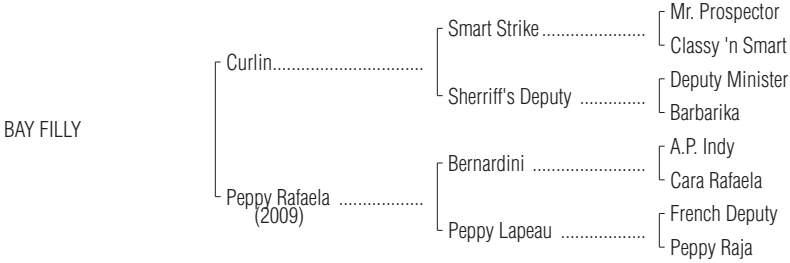 Mr. Prospector
Smart Strike......................
Classy 'n Smart
Curlin................................
Deputy Minister
Sherriff's Deputy ..............
Barbarika
BAY FILLY
A.P. Indy
Bernardini ........................
Cara Rafaela
Peppy Rafaela ..................
(2009)
French Deputy
Peppy Lapeau ..................
Peppy Raja